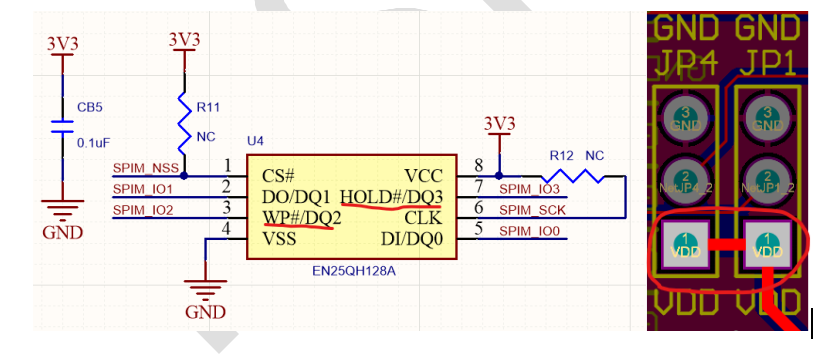 3V3
3V3
CB5
0.1uF
R11
NC
GND
U4
3V3
R12 NC
SPIM_NSS 1 CS# VCC 8
SPIM_IO1 2 DO/DQ1 HOLD#/DQ3 7 SPIM_IO3
SPIM_IO2 3 WP#/DQ2 CLK 6 SPIM_SCK
4 VSS DI/DQ0 5 SPIM_IO0
EN25QH128A
GND
GND GND
JP4 JP1
3 3
GND GND
2 2
NetJP4_2 NetJP1_2
1 1
VDD VDD
VDD VDD